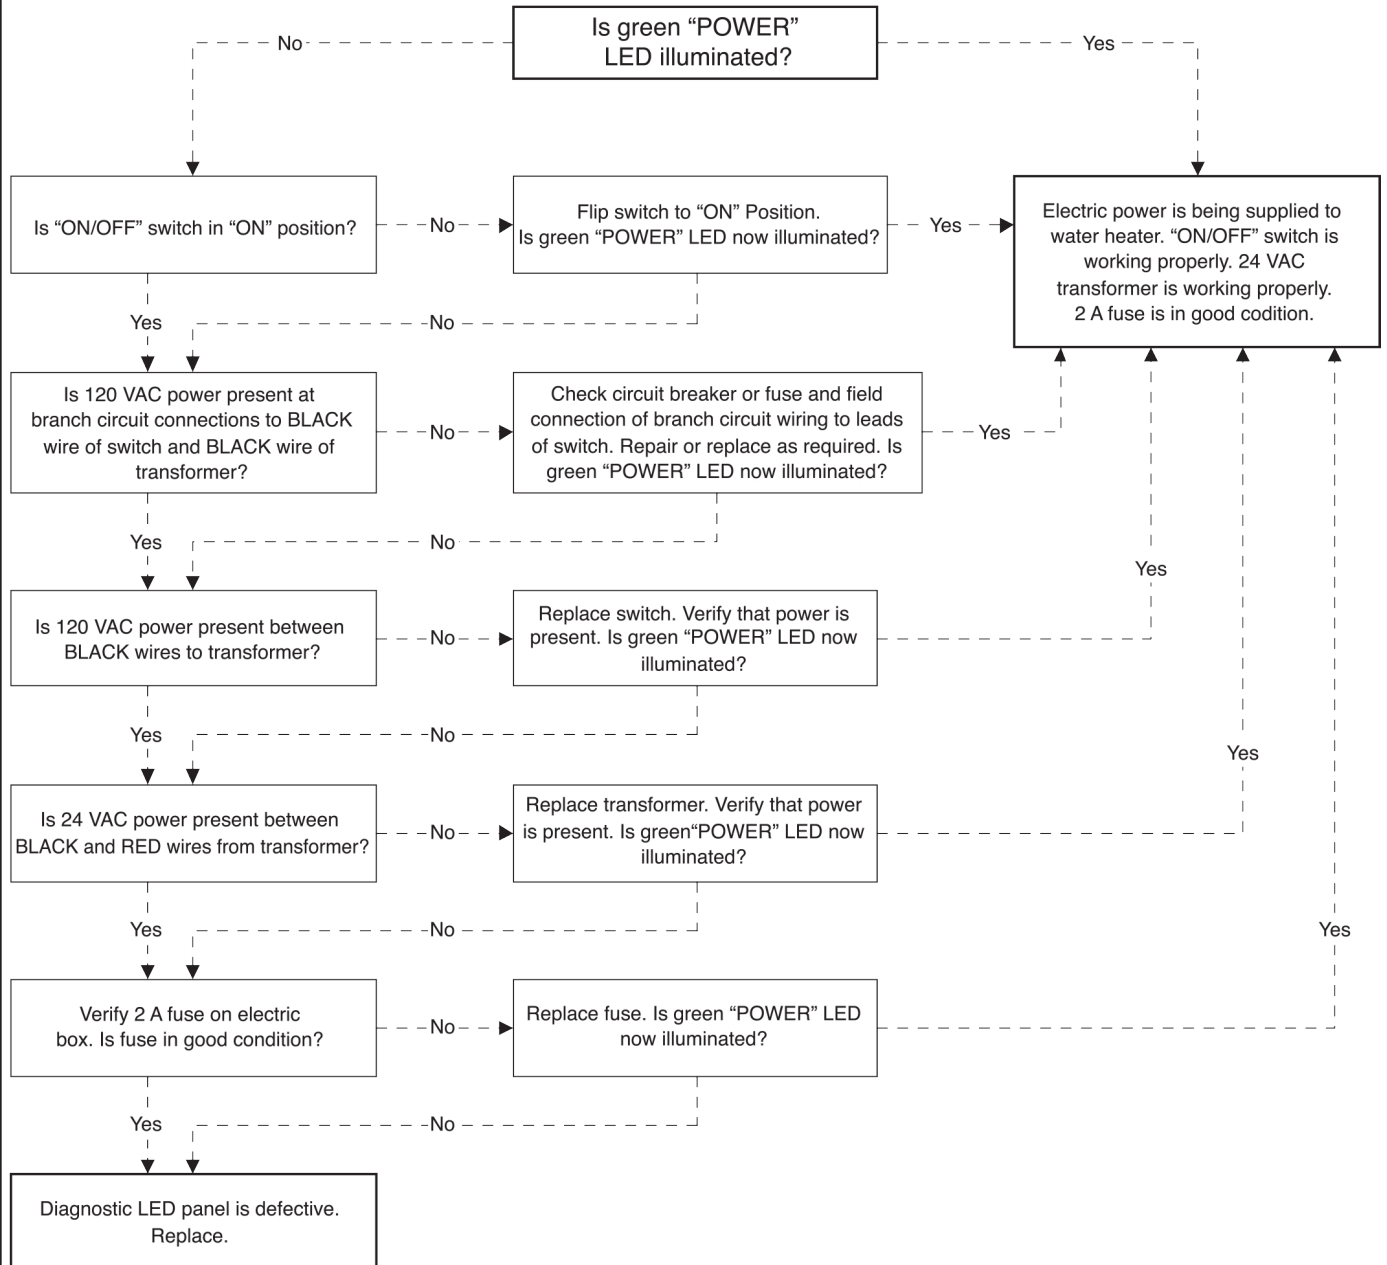 Is green “POWER”
LED illuminated?
No
Yes
Is “ON/OFF” switch in “ON” position?
No
Flip switch to “ON” Position.
Is green “POWER” LED now illuminated?
Yes
Electric power is being supplied to
water heater. “ON/OFF” switch is
working properly. 24 VAC
transformer is working properly.
2 A fuse is in good codition.
Yes
No
Is 120 VAC power present at
branch circuit connections to BLACK
wire of switch and BLACK wire of
transformer?
No
Check circuit breaker or fuse and field
connection of branch circuit wiring to leads
of switch. Repair or replace as required. Is
green “POWER” LED now illuminated?
Yes
Yes
No
Yes
Is 120 VAC power present between
BLACK wires to transformer?
No
Replace switch. Verify that power is
present. Is green “POWER” LED now
illuminated?
Yes
No
Yes
Is 24 VAC power present between
BLACK and RED wires from transformer?
No
Replace transformer. Verify that power
is present. Is green“POWER” LED now
illuminated?
Yes
No
Yes
Verify 2 A fuse on electric
box. Is fuse in good condition?
No
Replace fuse. Is green “POWER” LED
now illuminated?
Yes
No
Diagnostic LED panel is defective.
Replace.